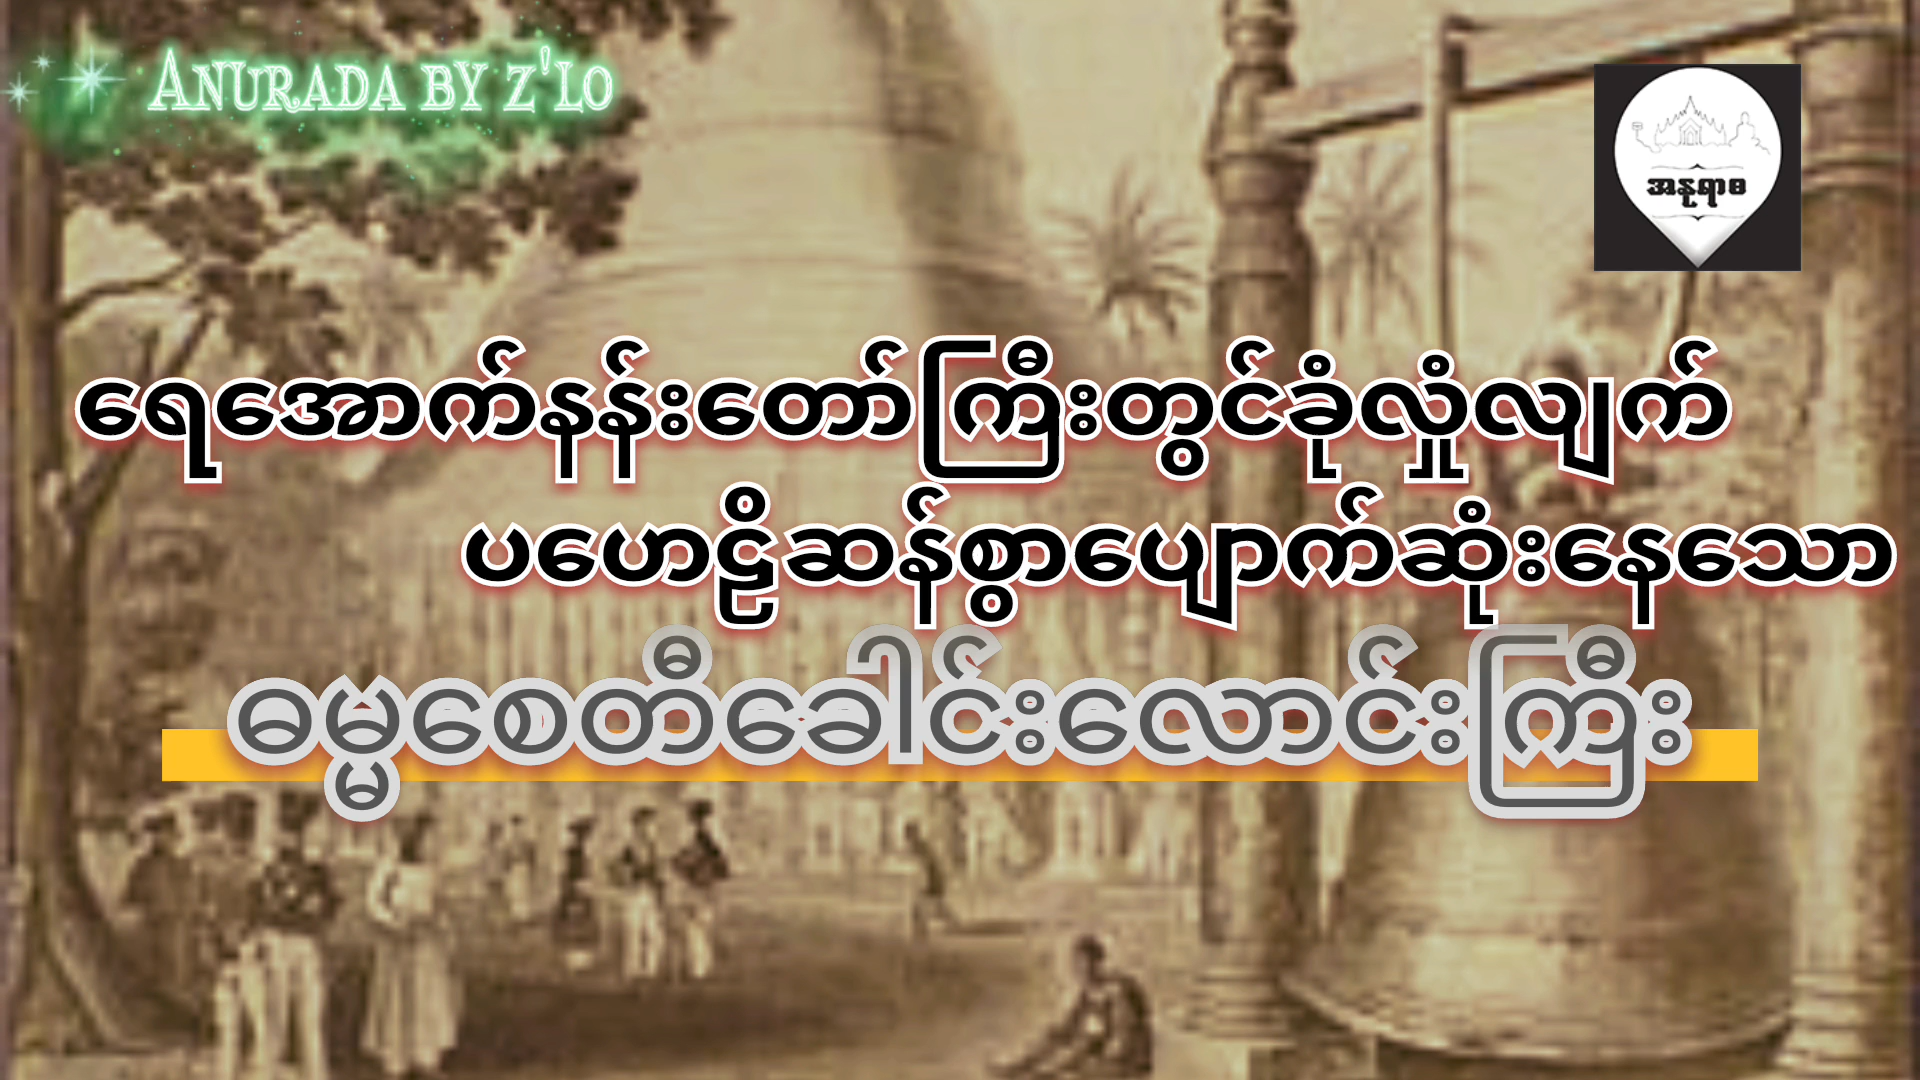 ANURADA BY Z'LO
အနုရာဓ
ရေအောက်နန်းတော်ကြီးတွင်ခုံလှုံလျက်
ပဟေဠိဆန်စွာပျောက်ဆုံးနေသော
ဓမ္မစေတီခေါင်းလောင်းကြီး